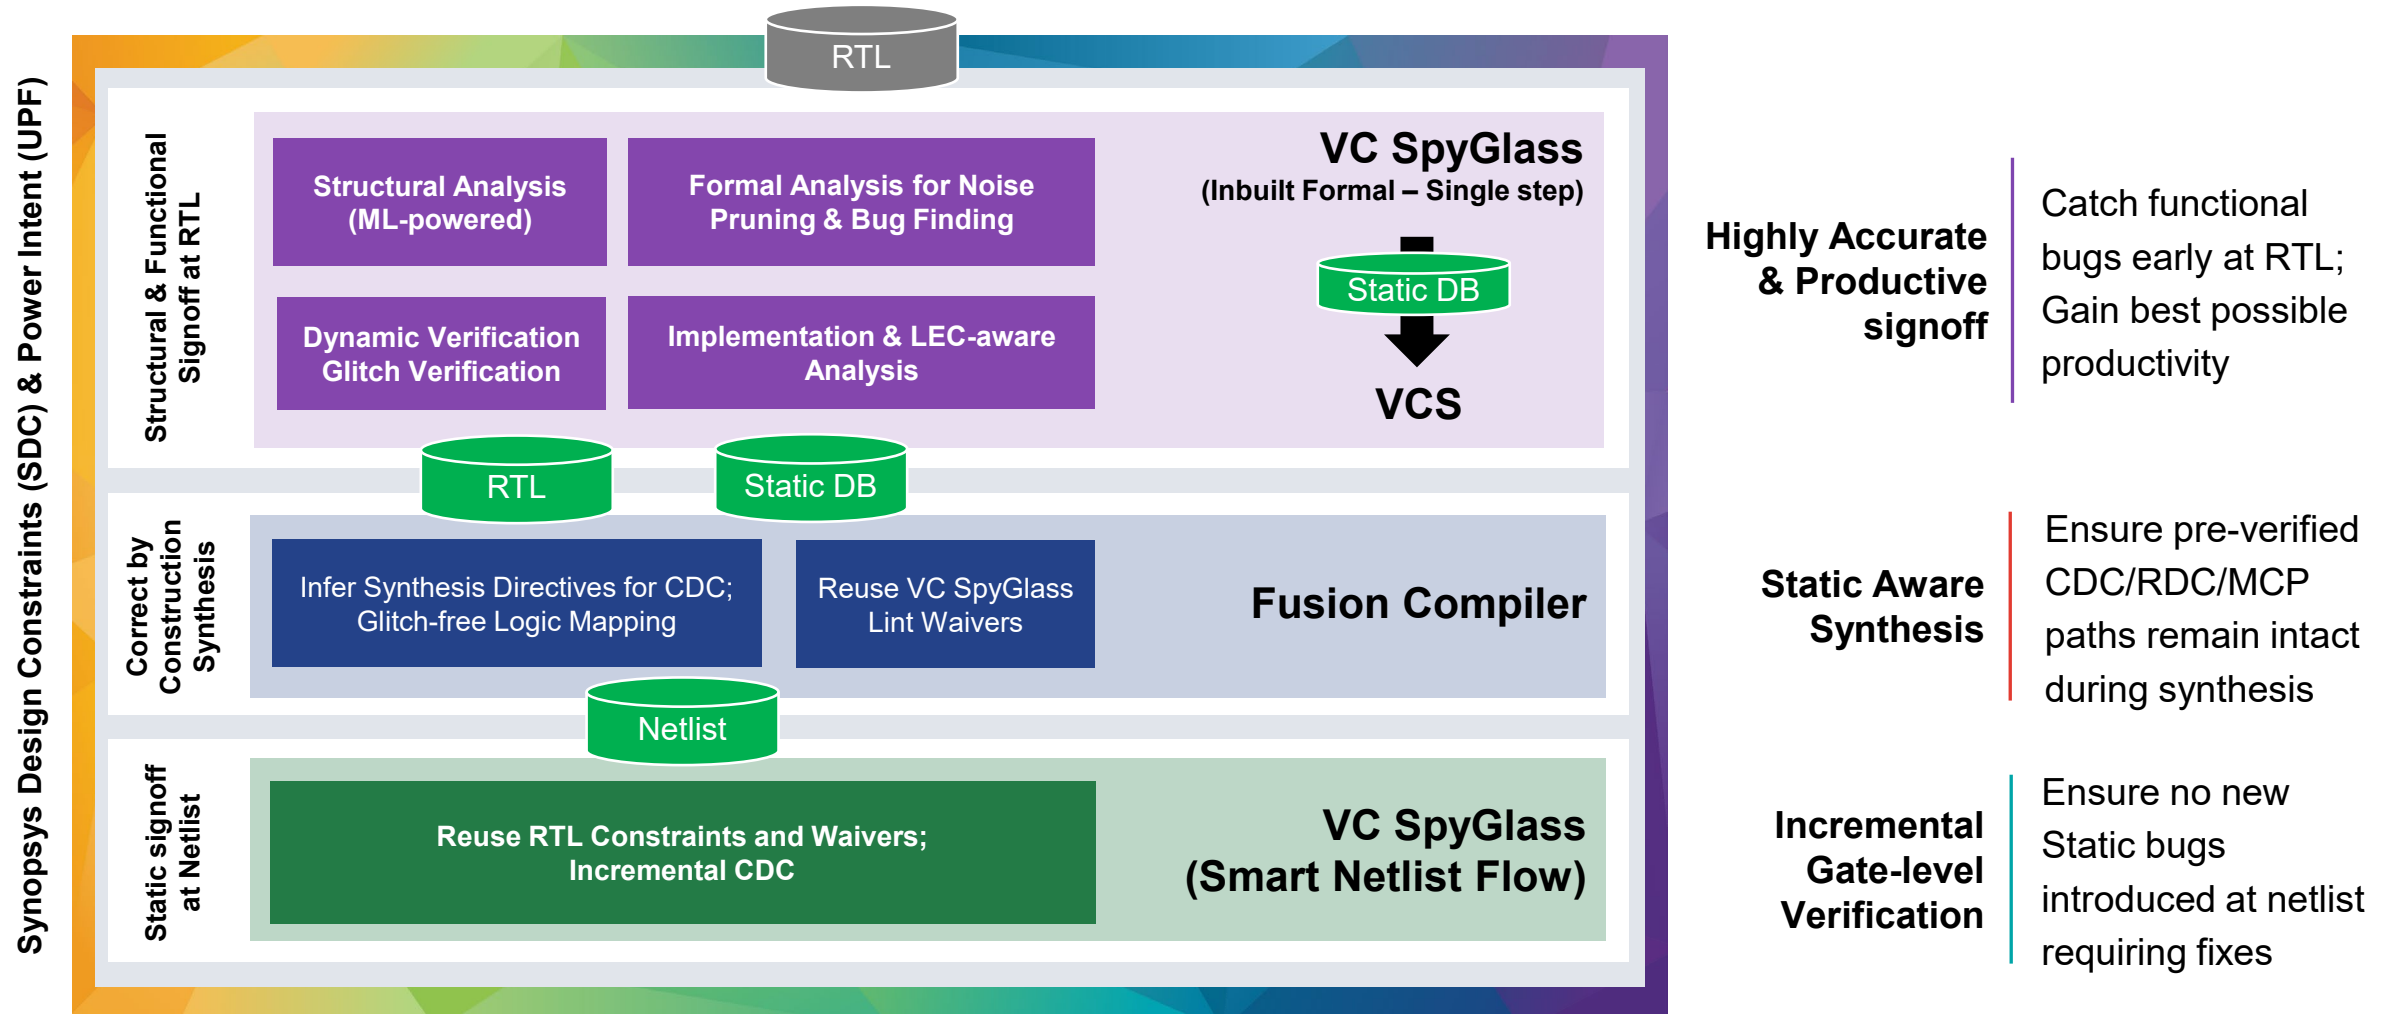 Synopsys Design Constraints (SDC) & Power Intent (UPF)
RTL
Structural & Functional
Signoff at RTL
Structural Analysis
(ML-powered)
Formal Analysis for Noise
Pruning & Bug Finding
Dynamic Verification
Glitch Verification
Implementation & LEC-aware
Analysis
VC SpyGlass
(Inbuilt Formal – Single step)
Static DB
VCS
Highly Accurate
& Productive
signoff
Catch functional
bugs early at RTL;
Gain best possible
productivity
RTL
Static DB
Correct by
Construction
Synthesis
Infer Synthesis Directives for CDC;
Glitch-free Logic Mapping
Reuse VC SpyGlass
Lint Waivers
Fusion Compiler
Static Aware
Synthesis
Ensure pre-verified
CDC/RDC/MCP
paths remain intact
during synthesis
Netlist
Static signoff
at Netlist
Reuse RTL Constraints and Waivers;
Incremental CDC
VC SpyGlass
(Smart Netlist Flow)
Incremental
Gate-level
Verification
Ensure no new
Static bugs
introduced at netlist
requiring fixes